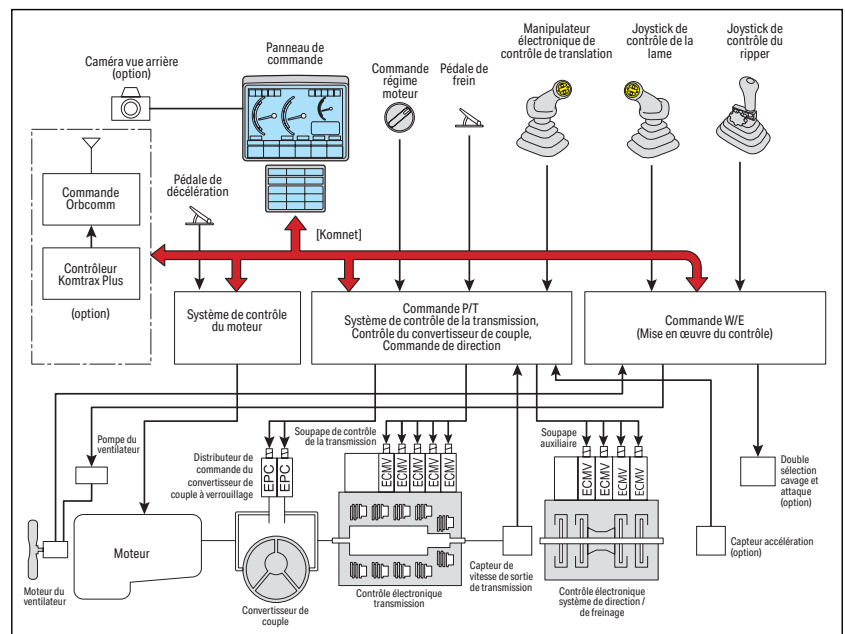 Caméra vue arrière
(option)
Panneau de
commande
Commande
régime
moteur
Pédale de
frein
Manipulateur
électronique de
contrôle de translation
Joystick de
contrôle de la
lame
Joystick de
contrôle du
ripper
Commande
Orbcomm
Contrôleur
Komtrax Plus
(option)
Pédale de
décélération
[Komnet]
Système de contrôle
du moteur
Commande P/T
Système de contrôle de la transmission,
Contrôle du convertisseur de couple,
Commande de direction
Commande W/E
(Mise en œuvre du contrôle)
Pompe du
ventilateur
Distributeur de
commande du
convertisseur de
couple à verrouillage
EPC
EPC
Soupape de contrôle
de la transmission
ECMV
ECMV
ECMV
ECMV
ECMV
Soupape
auxiliaire
ECMV
ECMV
ECMV
ECMV
Double
sélection
cavage et
attaque
(option)
Moteur
Moteur du
ventilateur
Convertisseur de
couple
Contrôle électronique
transmission
Capteur de
vitesse de sortie
de transmission
Contrôle électronique
système de direction /
de freinage
Capteur accélération
(option)